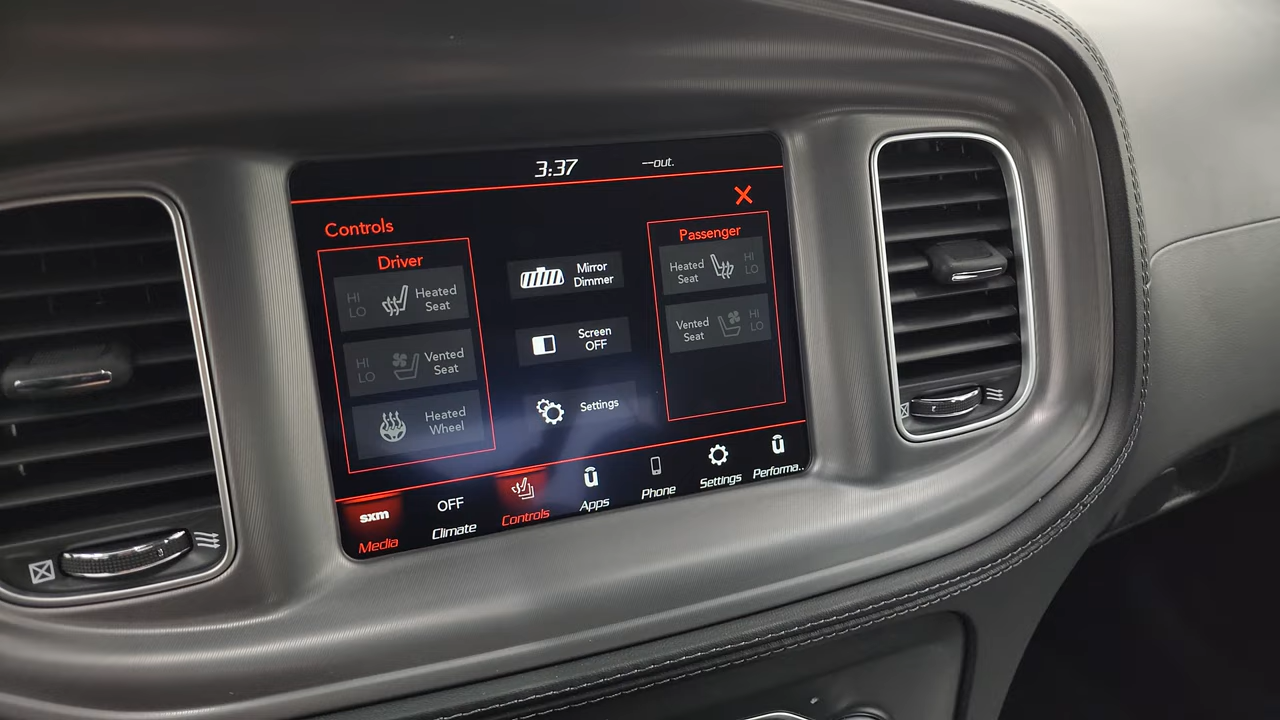 3:37
--out.
Controls
Driver
HI
LO
Heated
Seat
HI
LO
Vented
Seat
Heated
Wheel
Mirror
Dimmer
Screen
OFF
Settings
Passenger
Heated
Seat
HI
LO
Vented
Seat
HI
LO
sxm
Media
OFF
Climate
Controls
Apps
Phone
Settings
Performa..